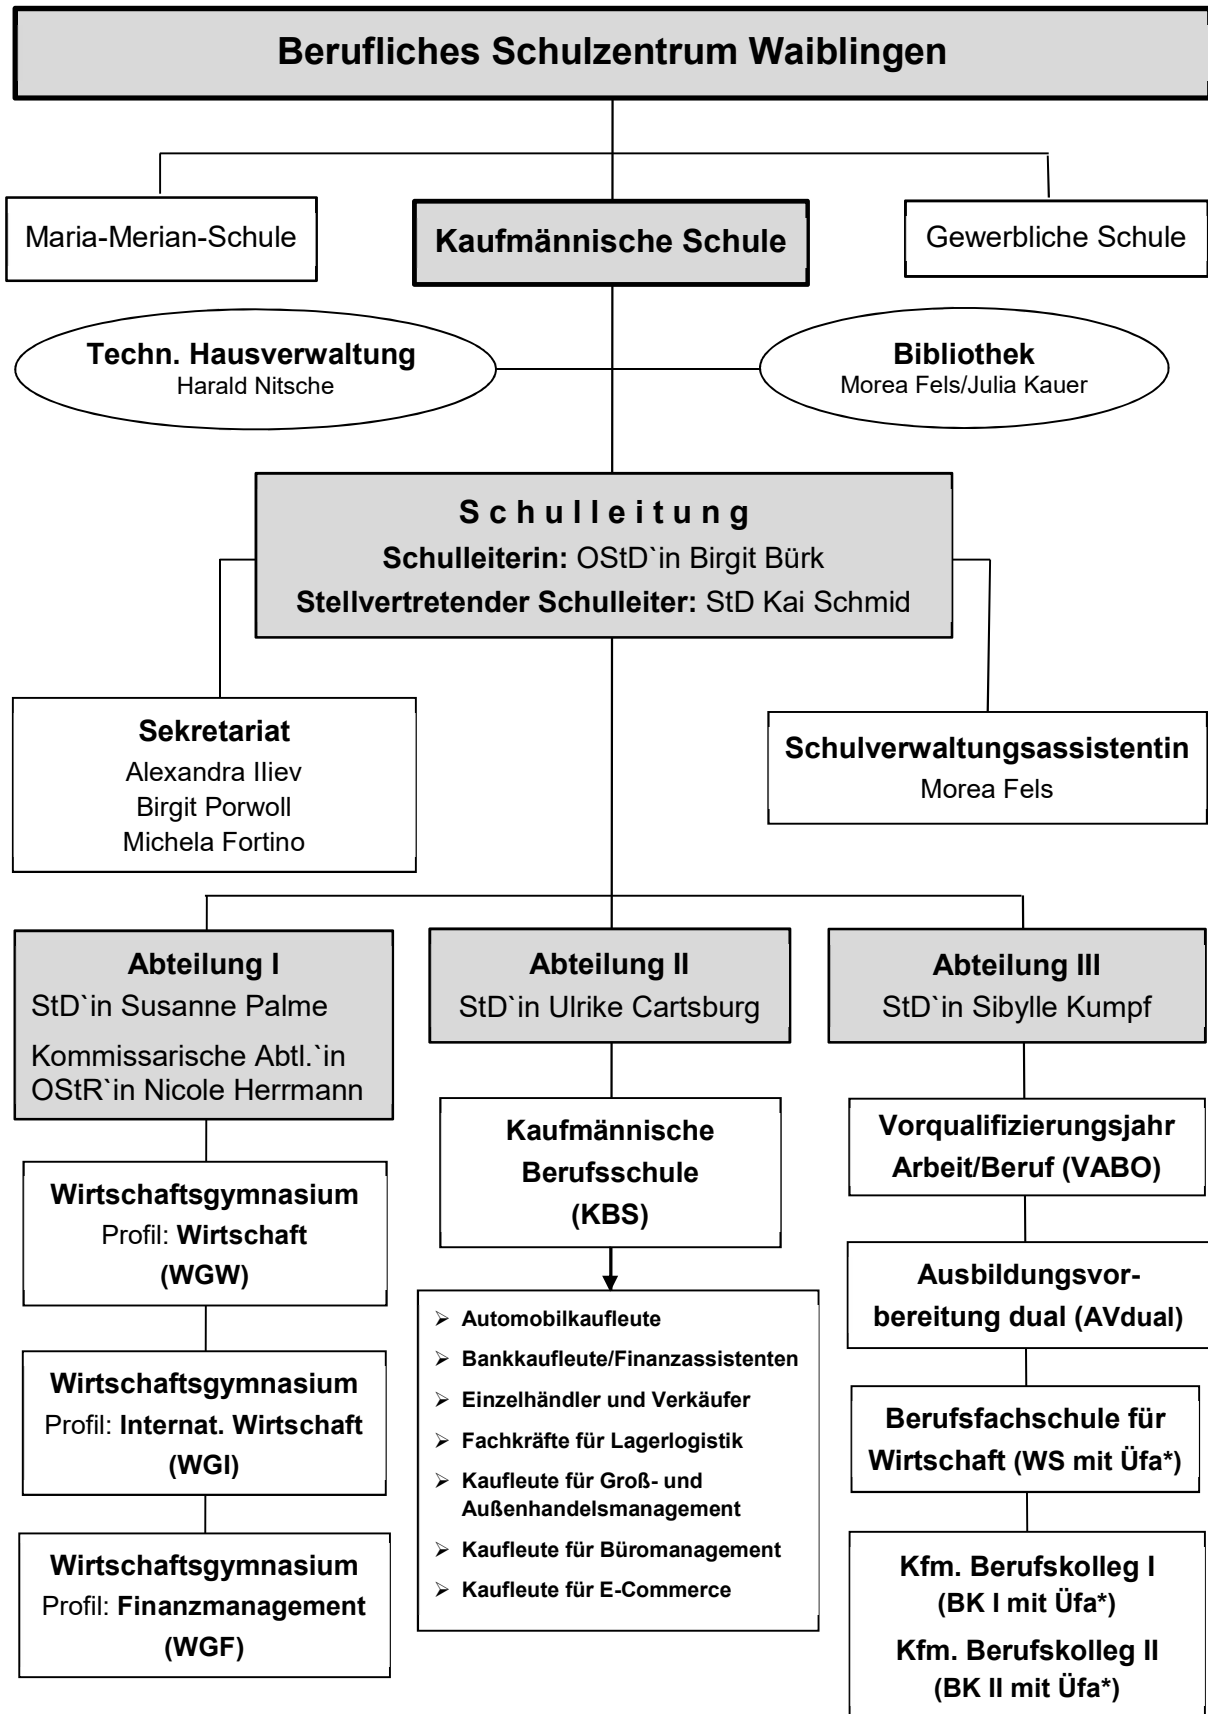 Berufliches Schulzentrum Waiblingen
Maria-Merian-Schule
Kaufmännische Schule
Gewerbliche Schule
Techn. Hausverwaltung
Harald Nitsche
Bibliothek
Morea Fels/Julia Kauer
S c h u l l e i t u n g
Schulleiterin: OStD`in Birgit Bürk
Stellvertretender Schulleiter: StD Kai Schmid
Sekretariat
Alexandra Iliev
Birgit Porwoll
Michela Fortino
Schulverwaltungsassistentin
Morea Fels
Abteilung I
StD`in Susanne Palme
Kommissarische Abtl.`in
OStR`in Nicole Herrmann
Wirtschaftsgymnasium
Profil: Wirtschaft
(WGW)
Wirtschaftsgymnasium
Profil: Internat. Wirtschaft
(WGI)
Wirtschaftsgymnasium
Profil: Finanzmanagement
(WGF)
Abteilung II
StD`in Ulrike Cartsburg
Kaufmännische
Berufsschule
(KBS)
➢ Automobilkaufleute
➢ Bankkaufleute/Finanzassistenten
➢ Einzelhändler und Verkäufer
➢ Fachkräfte für Lagerlogistik
➢ Kaufleute für Groß- und
Außenhandelsmanagement
➢ Kaufleute für Büromanagement
➢ Kaufleute für E-Commerce
Abteilung III
StD`in Sibylle Kumpf
Vorqualifizierungsjahr
Arbeit/Beruf (VABO)
Ausbildungsvor-
bereitung dual (AVdual)
Berufsfachschule für
Wirtschaft (WS mit Üfa*)
Kfm. Berufskolleg I
(BK I mit Üfa*)
Kfm. Berufskolleg II
(BK II mit Üfa*)